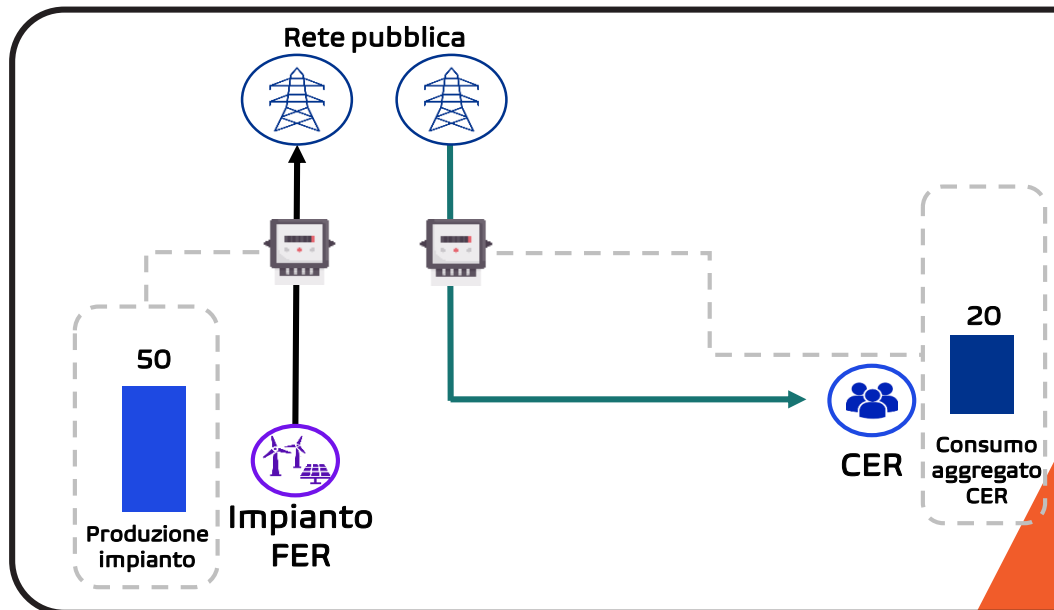 Rete pubblica
50
Produzione
impianto
Impianto
FER
CER
20
Consumo
aggregato
CER